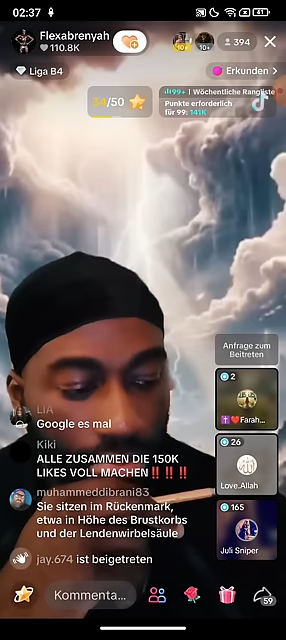 02:37
41
Flexabrenyah
110.8K
10+
10+
394
Liga B4
Erkunden
34/50
99+ | Wöchentliche Rangliste
Punkte erforderlich
für 99: 141K
Anfrage zum
Beitreten
2
Farah...
26
Love.Allah
165
Juli Sniper
LIA
Google es mal
Kiki
ALLE ZUSAMMEN DIE 150K
LIKES VOLL MACHEN‼️‼️‼️
muhammeddibrani83
Sie sitzen im Rückenmark,
etwa in Höhe des Brustkorbs
und der Lendenwirbelsäule
jay.674 ist beigetreten
Kommenta...
59